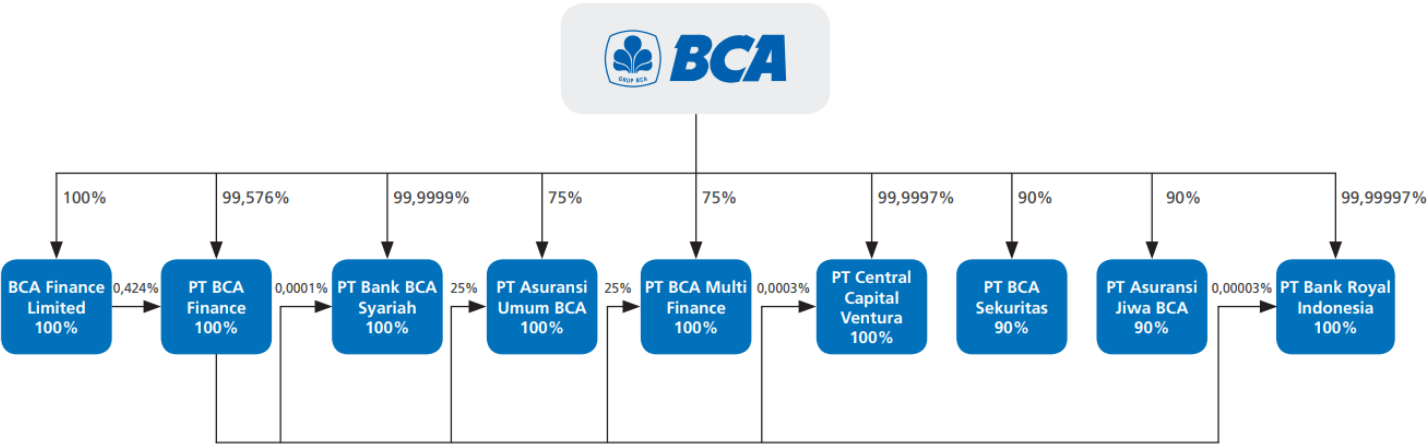 GRUP BCA
BCA
100%
99,576%
99,9999%
75%
75%
99,9997%
90%
90%
99,99997%
BCA Finance
Limited
100%
0,424%
PT BCA
Finance
100%
0,0001%
PT Bank BCA
Syariah
100%
25%
PT Asuransi
Umum BCA
100%
25%
PT BCA Multi
Finance
100%
0,0003%
PT Central
Capital
Ventura
100%
PT BCA
Sekuritas
90%
PT Asuransi
Jiwa BCA
90%
0,00003%
PT Bank Royal
Indonesia
100%